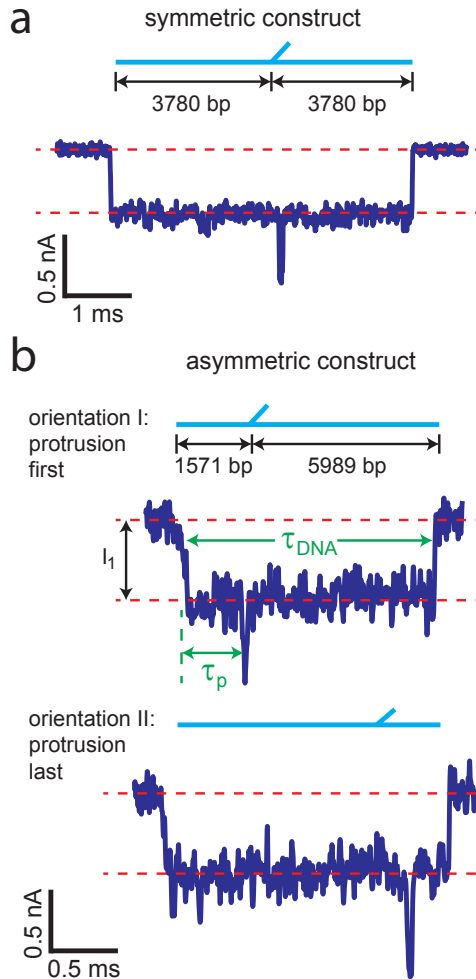 a
symmetric construct
3780 bp
3780 bp
0.5 nA
1 ms
b
asymmetric construct
orientation I:
protrusion
first
1571 bp
5989 bp
I₁
τDNA
τp
orientation II:
protrusion
last
0.5 nA
0.5 ms